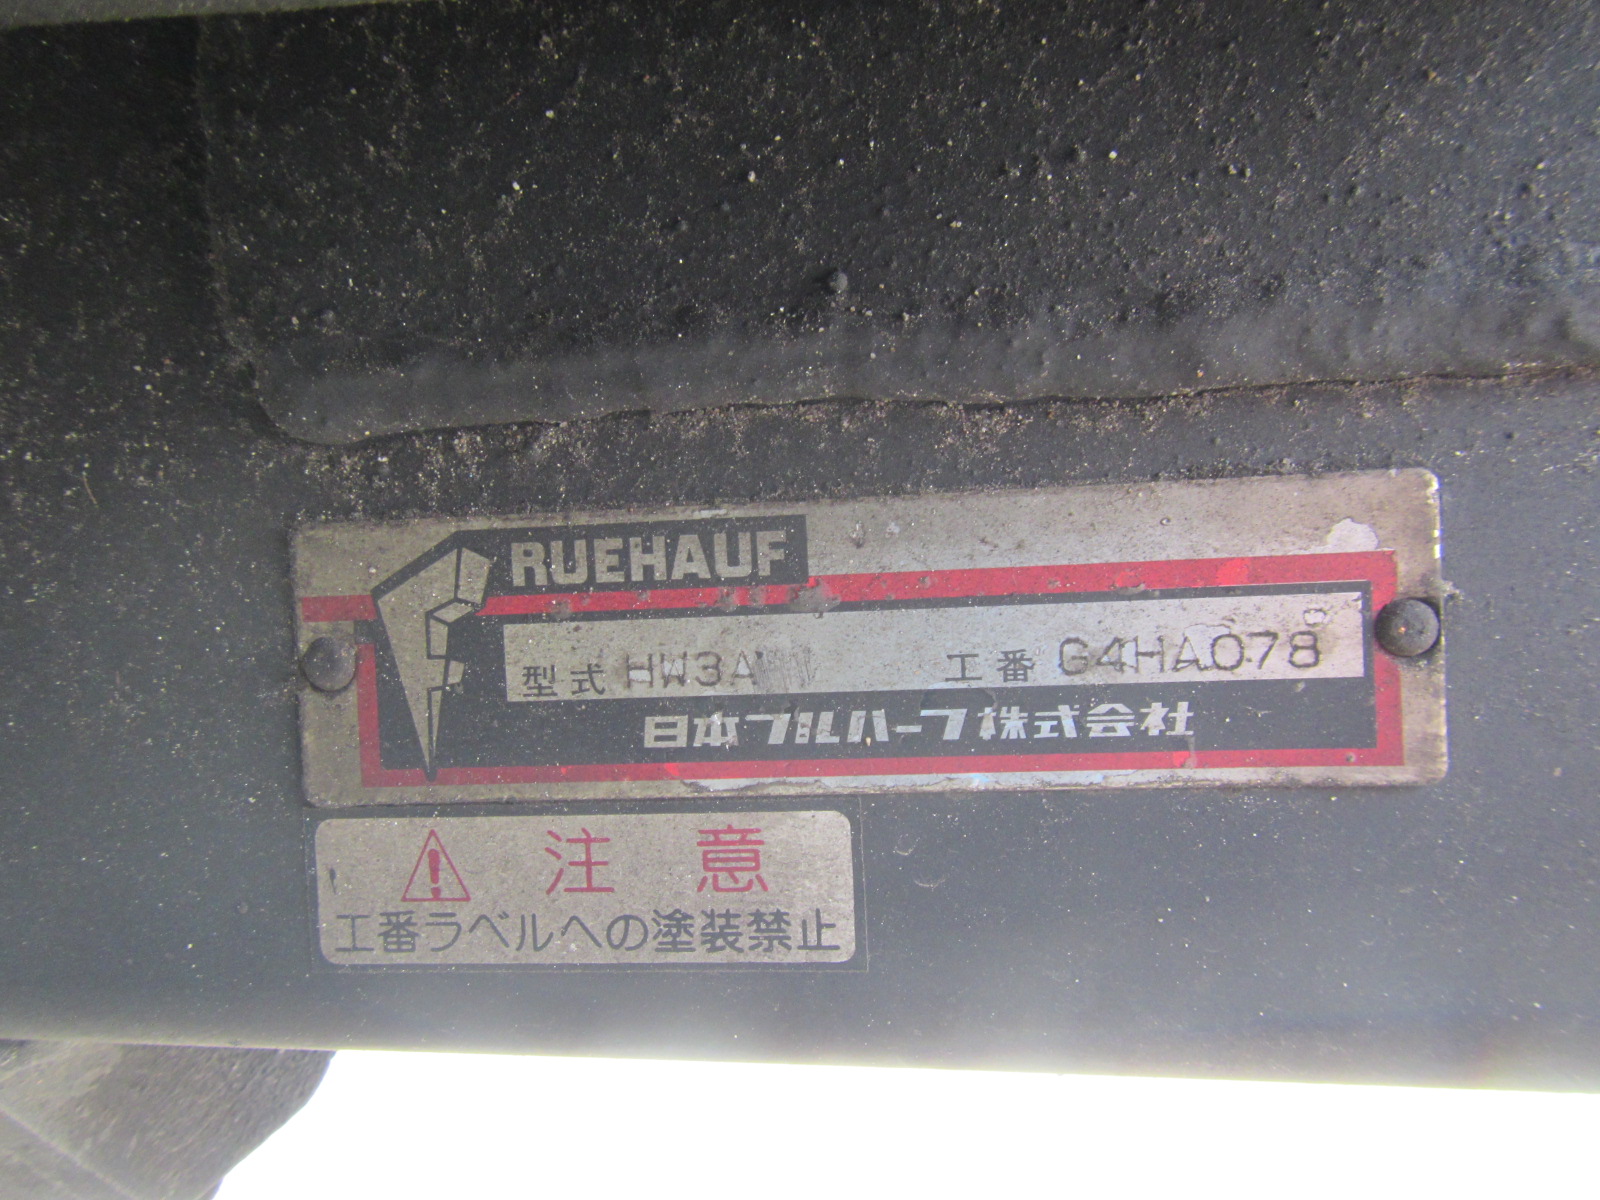 FRUEHAUF
型式 HW3A 工番 G4HA078
日本フルハーフ株式会社
注意
工番ラベルへの塗装禁止